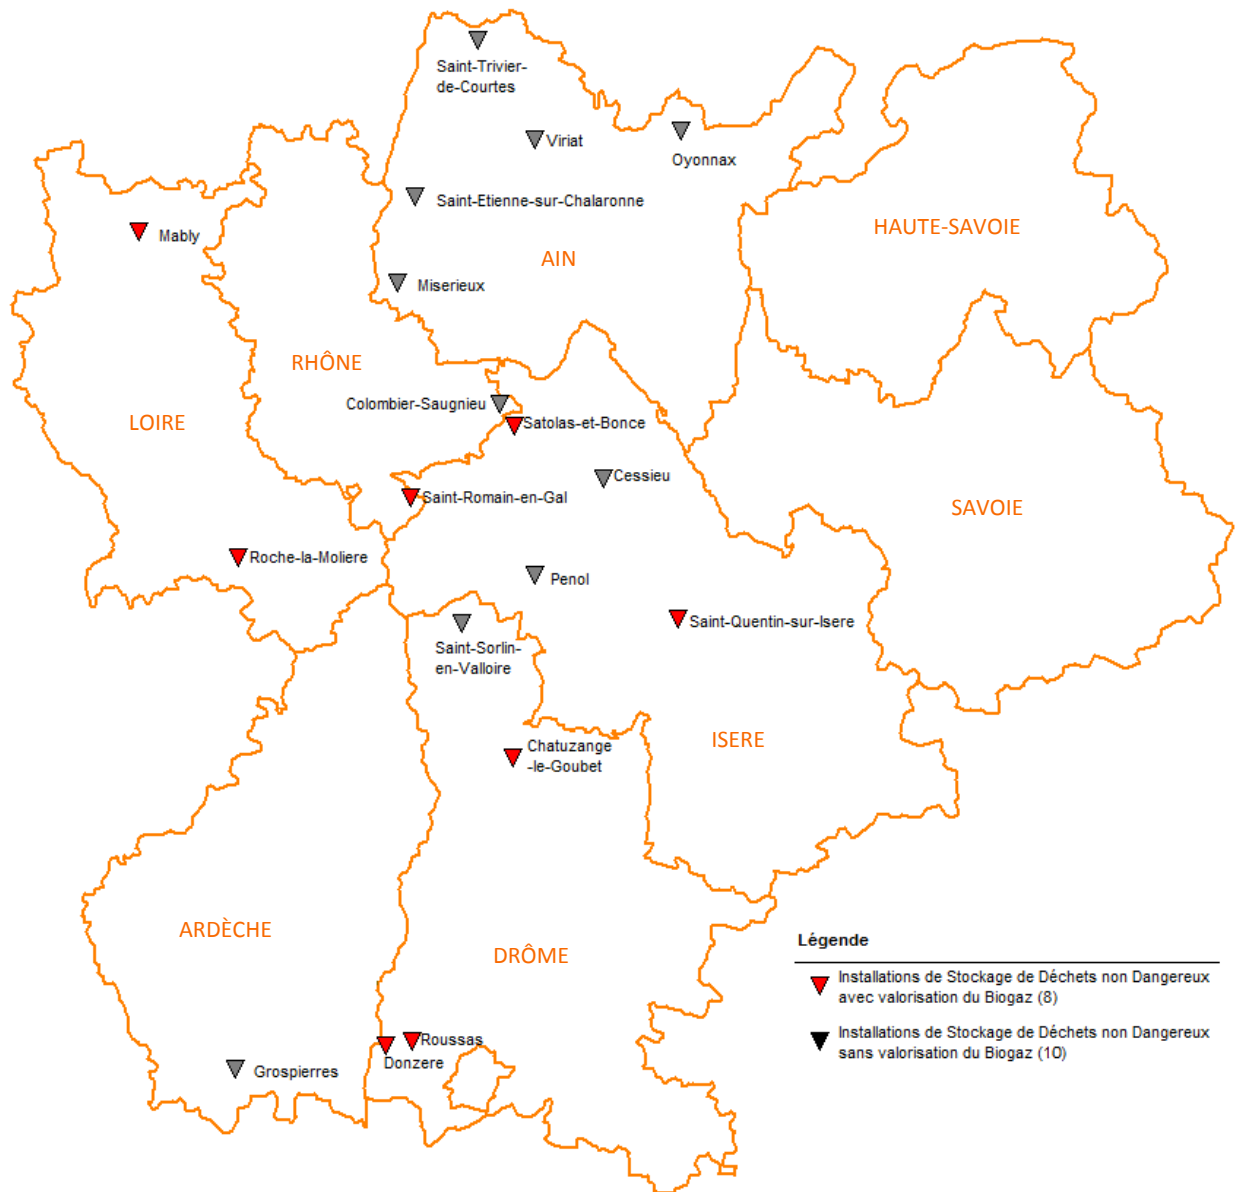 Saint-Trivier-
de-Courtes
Viriat
Oyonnax
Saint-Etienne-sur-Chalaronne
HAUTE-SAVOIE
Mably
AIN
Miserieux
RHÔNE
Colombier-Saugnieu
LOIRE
Satolas-et-Bonce
Cessieu
Saint-Romain-en-Gal
SAVOIE
Roche-la-Moliere
Penol
Saint-Quentin-sur-Isere
Saint-Sorlin-
en-Valloire
ISERE
Chatuzange
-le-Goubet
ARDÈCHE
DRÔME
Légende
Installations de Stockage de Déchets non Dangereux
avec valorisation du Biogaz (8)
Installations de Stockage de Déchets non Dangereux
sans valorisation du Biogaz (10)
Roussas
Donzere
Grospierres